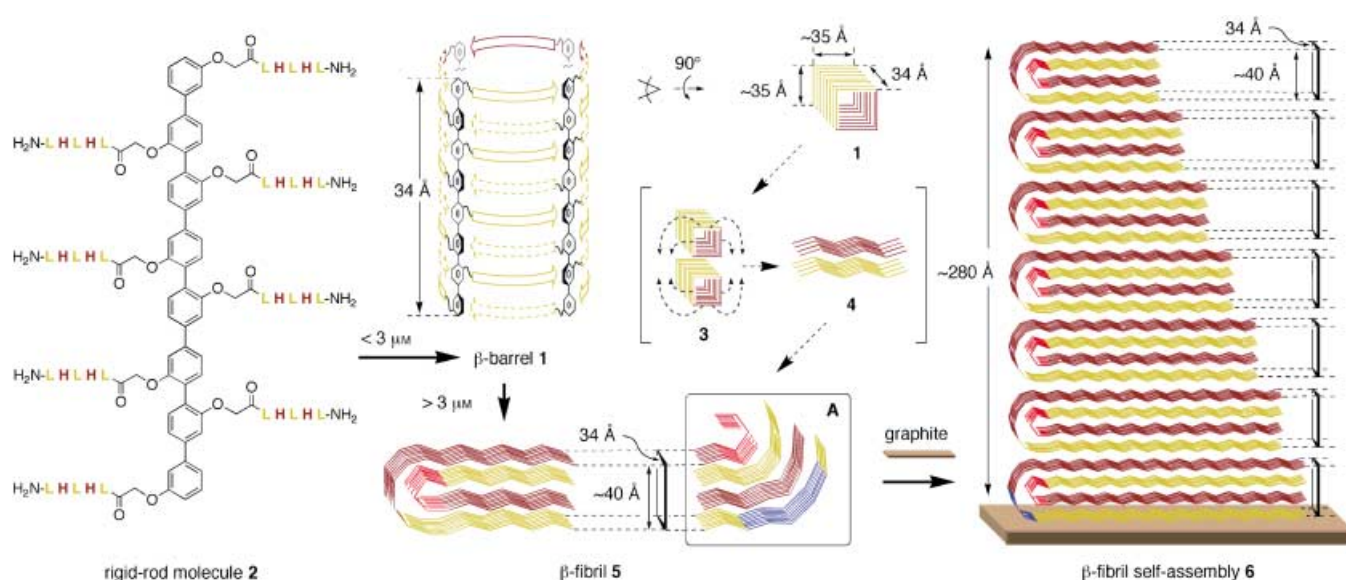 O
L H L H L-NH2
O
H2N-L H L H L
O
O
O
O
L H L H L-NH2
H2N-L H L H L
O
O
O
O
L H L H L-NH2
H2N-L H L H L
O
O
O
O
L H L H L-NH2
H2N-L H L H L
O
O
rigid-rod molecule 2
< 3 μM
34 Å
β-barrel 1
> 3 μM
90°
~35 Å
~35 Å
34 Å
1
3
4
34 Å
~40 Å
β-fibril 5
A
graphite
34 Å
~40 Å
~280 Å
β-fibril self-assembly 6